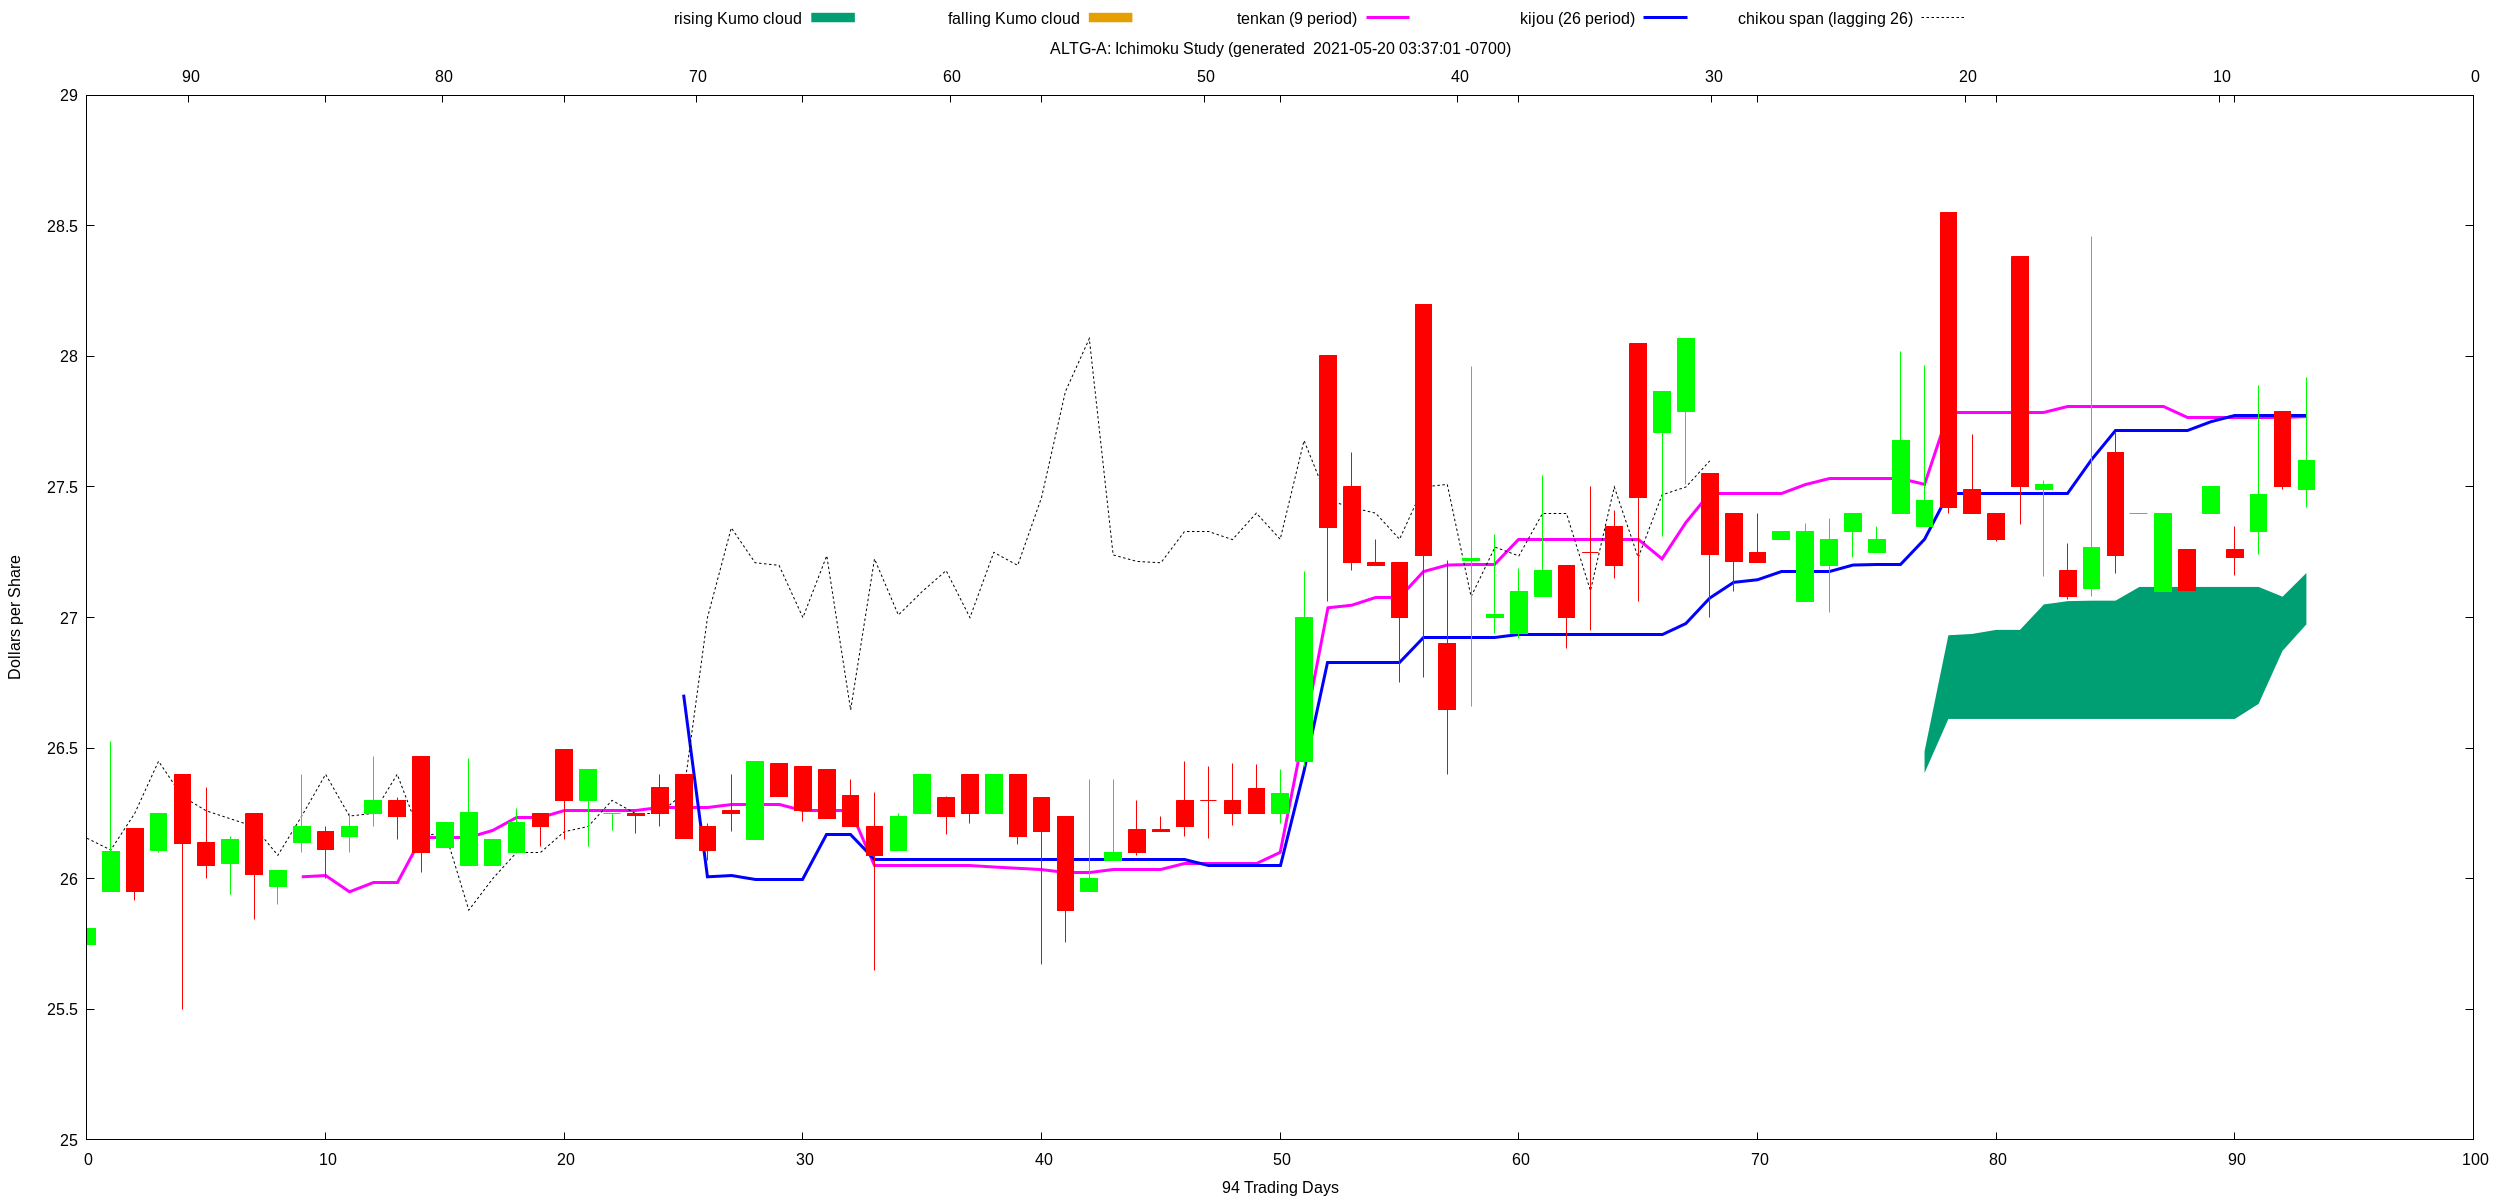 rising Kumo cloud falling Kumo cloud tenkan (9 period) kijou (26 period) chikou span (lagging 26)
ALTG-A: Ichimoku Study (generated  2021-05-20 03:37:01 -0700)
90 80 70 60 50 40 30 20 10 0
29
28.5
28
27.5
27
26.5
26
25.5
25
Dollars per Share
0 10 20 30 40 50 60 70 80 90 100
94 Trading Days